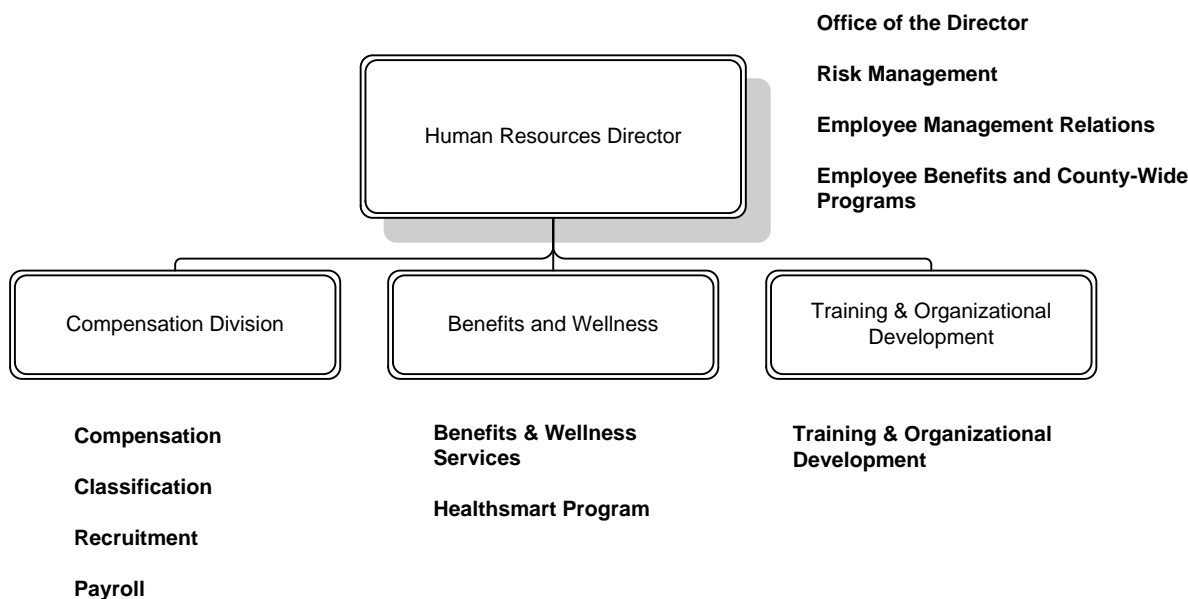 Office of the Director
Risk Management
Employee Management Relations
Employee Benefits and County-Wide
Programs
Human Resources Director
Compensation Division
Benefits and Wellness
Training & Organizational
Development
Compensation
Classification
Recruitment
Payroll
Benefits & Wellness
Services
Healthsmart Program
Training & Organizational
Development